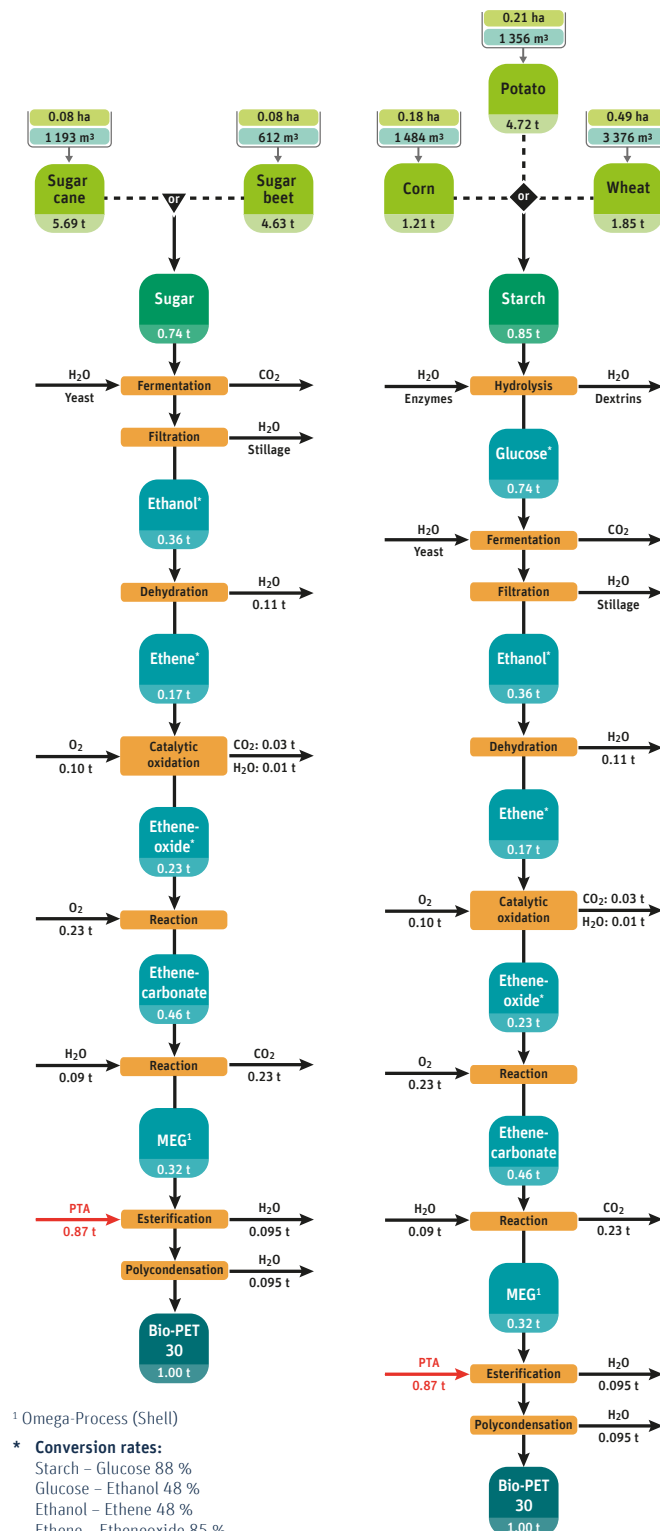 0.21 ha
1 356 m³
Potato
4.72 t
0.08 ha
1 193 m³
Sugar
cane
5.69 t
or
0.08 ha
612 m³
Sugar
beet
4.63 t
0.18 ha
1 484 m³
Corn
1.21 t
or
0.49 ha
3 376 m³
Wheat
1.85 t
Sugar
0.74 t
H₂O
Yeast
Fermentation
CO₂
Filtration
H₂O
Stillage
Ethanol*
0.36 t
Dehydration
H₂O
0.11 t
Ethene*
0.17 t
O₂
0.10 t
Catalytic
oxidation
CO₂: 0.03 t
H₂O: 0.01 t
Ethene-
oxide*
0.23 t
O₂
0.23 t
Reaction
Ethene-
carbonate
0.46 t
H₂O
0.09 t
Reaction
CO₂
0.23 t
MEG¹
0.32 t
PTA
0.87 t
Esterification
H₂O
0.095 t
Polycondensation
H₂O
0.095 t
Bio-PET
30
1.00 t
Starch
0.85 t
H₂O
Enzymes
Hydrolysis
H₂O
Dextrins
Glucose*
0.74 t
H₂O
Yeast
Fermentation
CO₂
Filtration
H₂O
Stillage
Ethanol*
0.36 t
Dehydration
H₂O
0.11 t
Ethene*
0.17 t
O₂
0.10 t
Catalytic
oxidation
CO₂: 0.03 t
H₂O: 0.01 t
Ethene-
oxide*
0.23 t
O₂
0.23 t
Reaction
Ethene-
carbonate
0.46 t
H₂O
0.09 t
Reaction
CO₂
0.23 t
MEG¹
0.32 t
PTA
0.87 t
Esterification
H₂O
0.095 t
Polycondensation
H₂O
0.095 t
Bio-PET
30
1.00 t
¹ Omega-Process (Shell)
* Conversion rates:
Starch – Glucose 88 %
Glucose – Ethanol 48 %
Ethanol – Ethene 48 %
Ethene – Etheneoxide 85 %